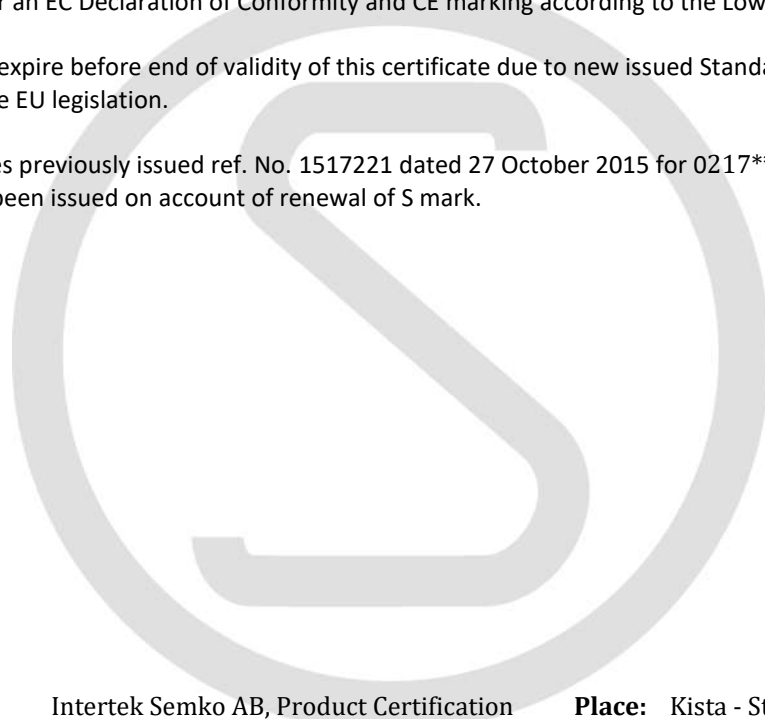 an EC Declaration of Conformity and CE marking according to the Low
expire before end of validity of this certificate due to new issued Standa
e EU legislation.
es previously issued ref. No. 1517221 dated 27 October 2015 for 0217*
been issued on account of renewal of S mark.
Intertek Semko AB, Product Certification Place: Kista - St